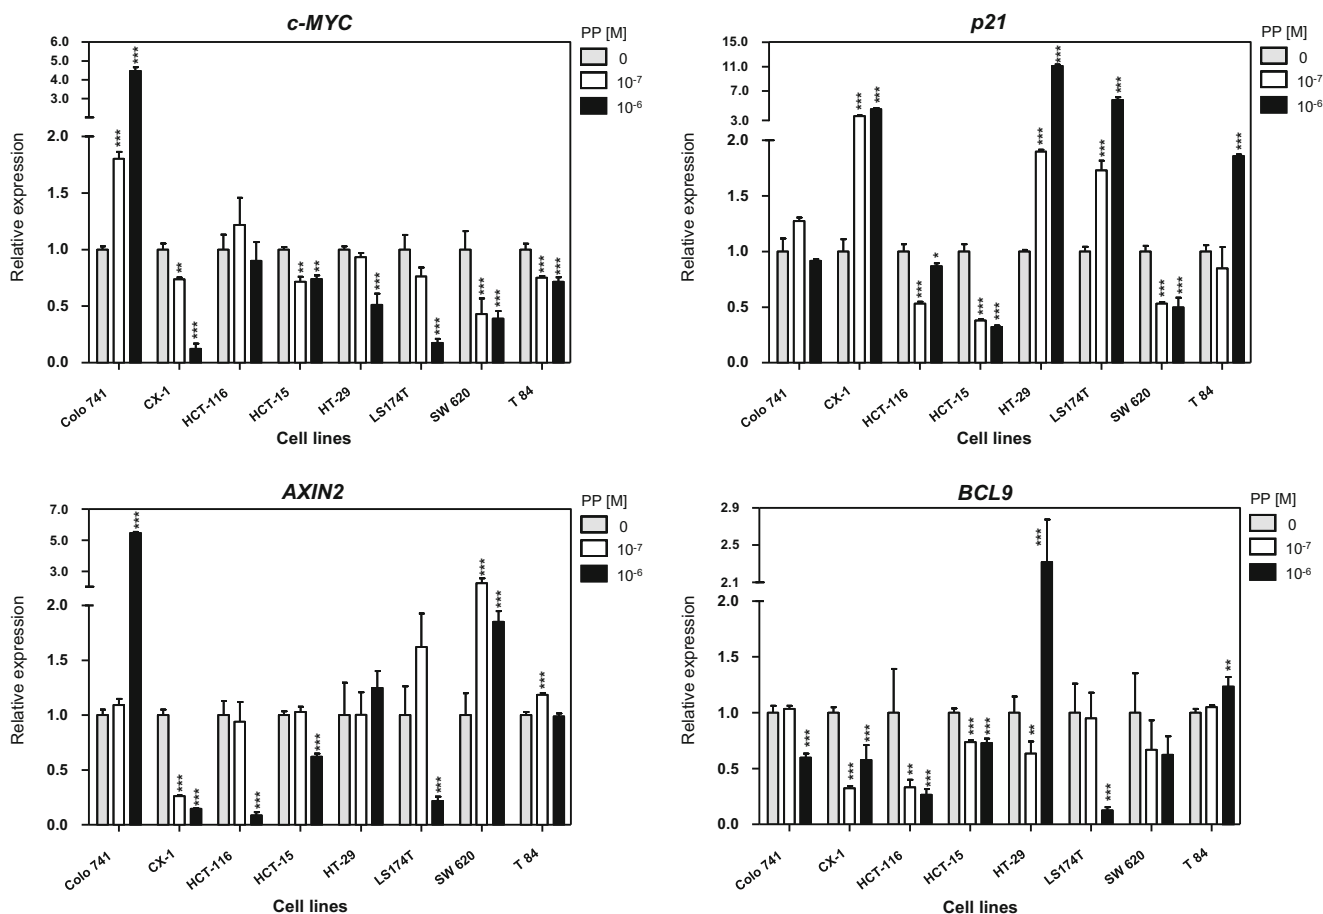 c-MYC
PP [M]
0
10⁻⁷
10⁻⁶
Relative expression
6.0
5.0
4.0
3.0
2.0
1.5
1.0
0.5
0.0
***
***
**
***
**
**
***
***
***
***
***
***
Colo 741
CX-1
HCT-116
HCT-15
HT-29
LS174T
SW 620
T 84
Cell lines
p21
PP [M]
0
10⁻⁷
10⁻⁶
Relative expression
15.0
11.0
7.0
3.0
2.0
1.5
1.0
0.5
0.0
***
***
***
*
***
***
***
***
***
***
***
***
***
Colo 741
CX-1
HCT-116
HCT-15
HT-29
LS174T
SW 620
T 84
Cell lines
AXIN2
PP [M]
0
10⁻⁷
10⁻⁶
Relative expression
7.0
5.0
3.0
2.0
1.5
1.0
0.5
0.0
***
***
***
***
***
***
***
***
***
Colo 741
CX-1
HCT-116
HCT-15
HT-29
LS174T
SW 620
T 84
Cell lines
BCL9
PP [M]
0
10⁻⁷
10⁻⁶
Relative expression
2.9
2.5
2.1
2.0
1.5
1.0
0.5
0.0
***
***
***
**
***
***
***
**
***
***
**
Colo 741
CX-1
HCT-116
HCT-15
HT-29
LS174T
SW 620
T 84
Cell lines